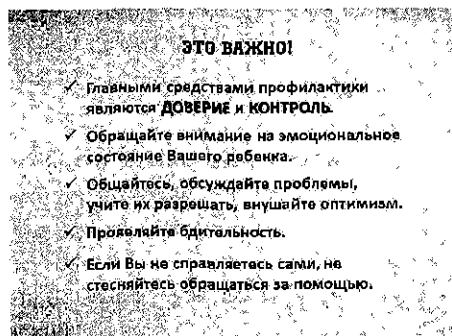 ЭТО ВАЖНО!
✓ Главными средствами профилактики
являются ДОВЕРИЕ и КОНТРОЛЬ.
✓ Обращайте внимание на эмоциональное
состояние Вашего ребенка.
✓ Общайтесь, обсуждайте проблемы,
учите их разрешать, внушайте оптимизм.
✓ Проявляйте бдительность.
✓ Если Вы не справляетесь сами, не
стесняйтесь обращаться за помощью.